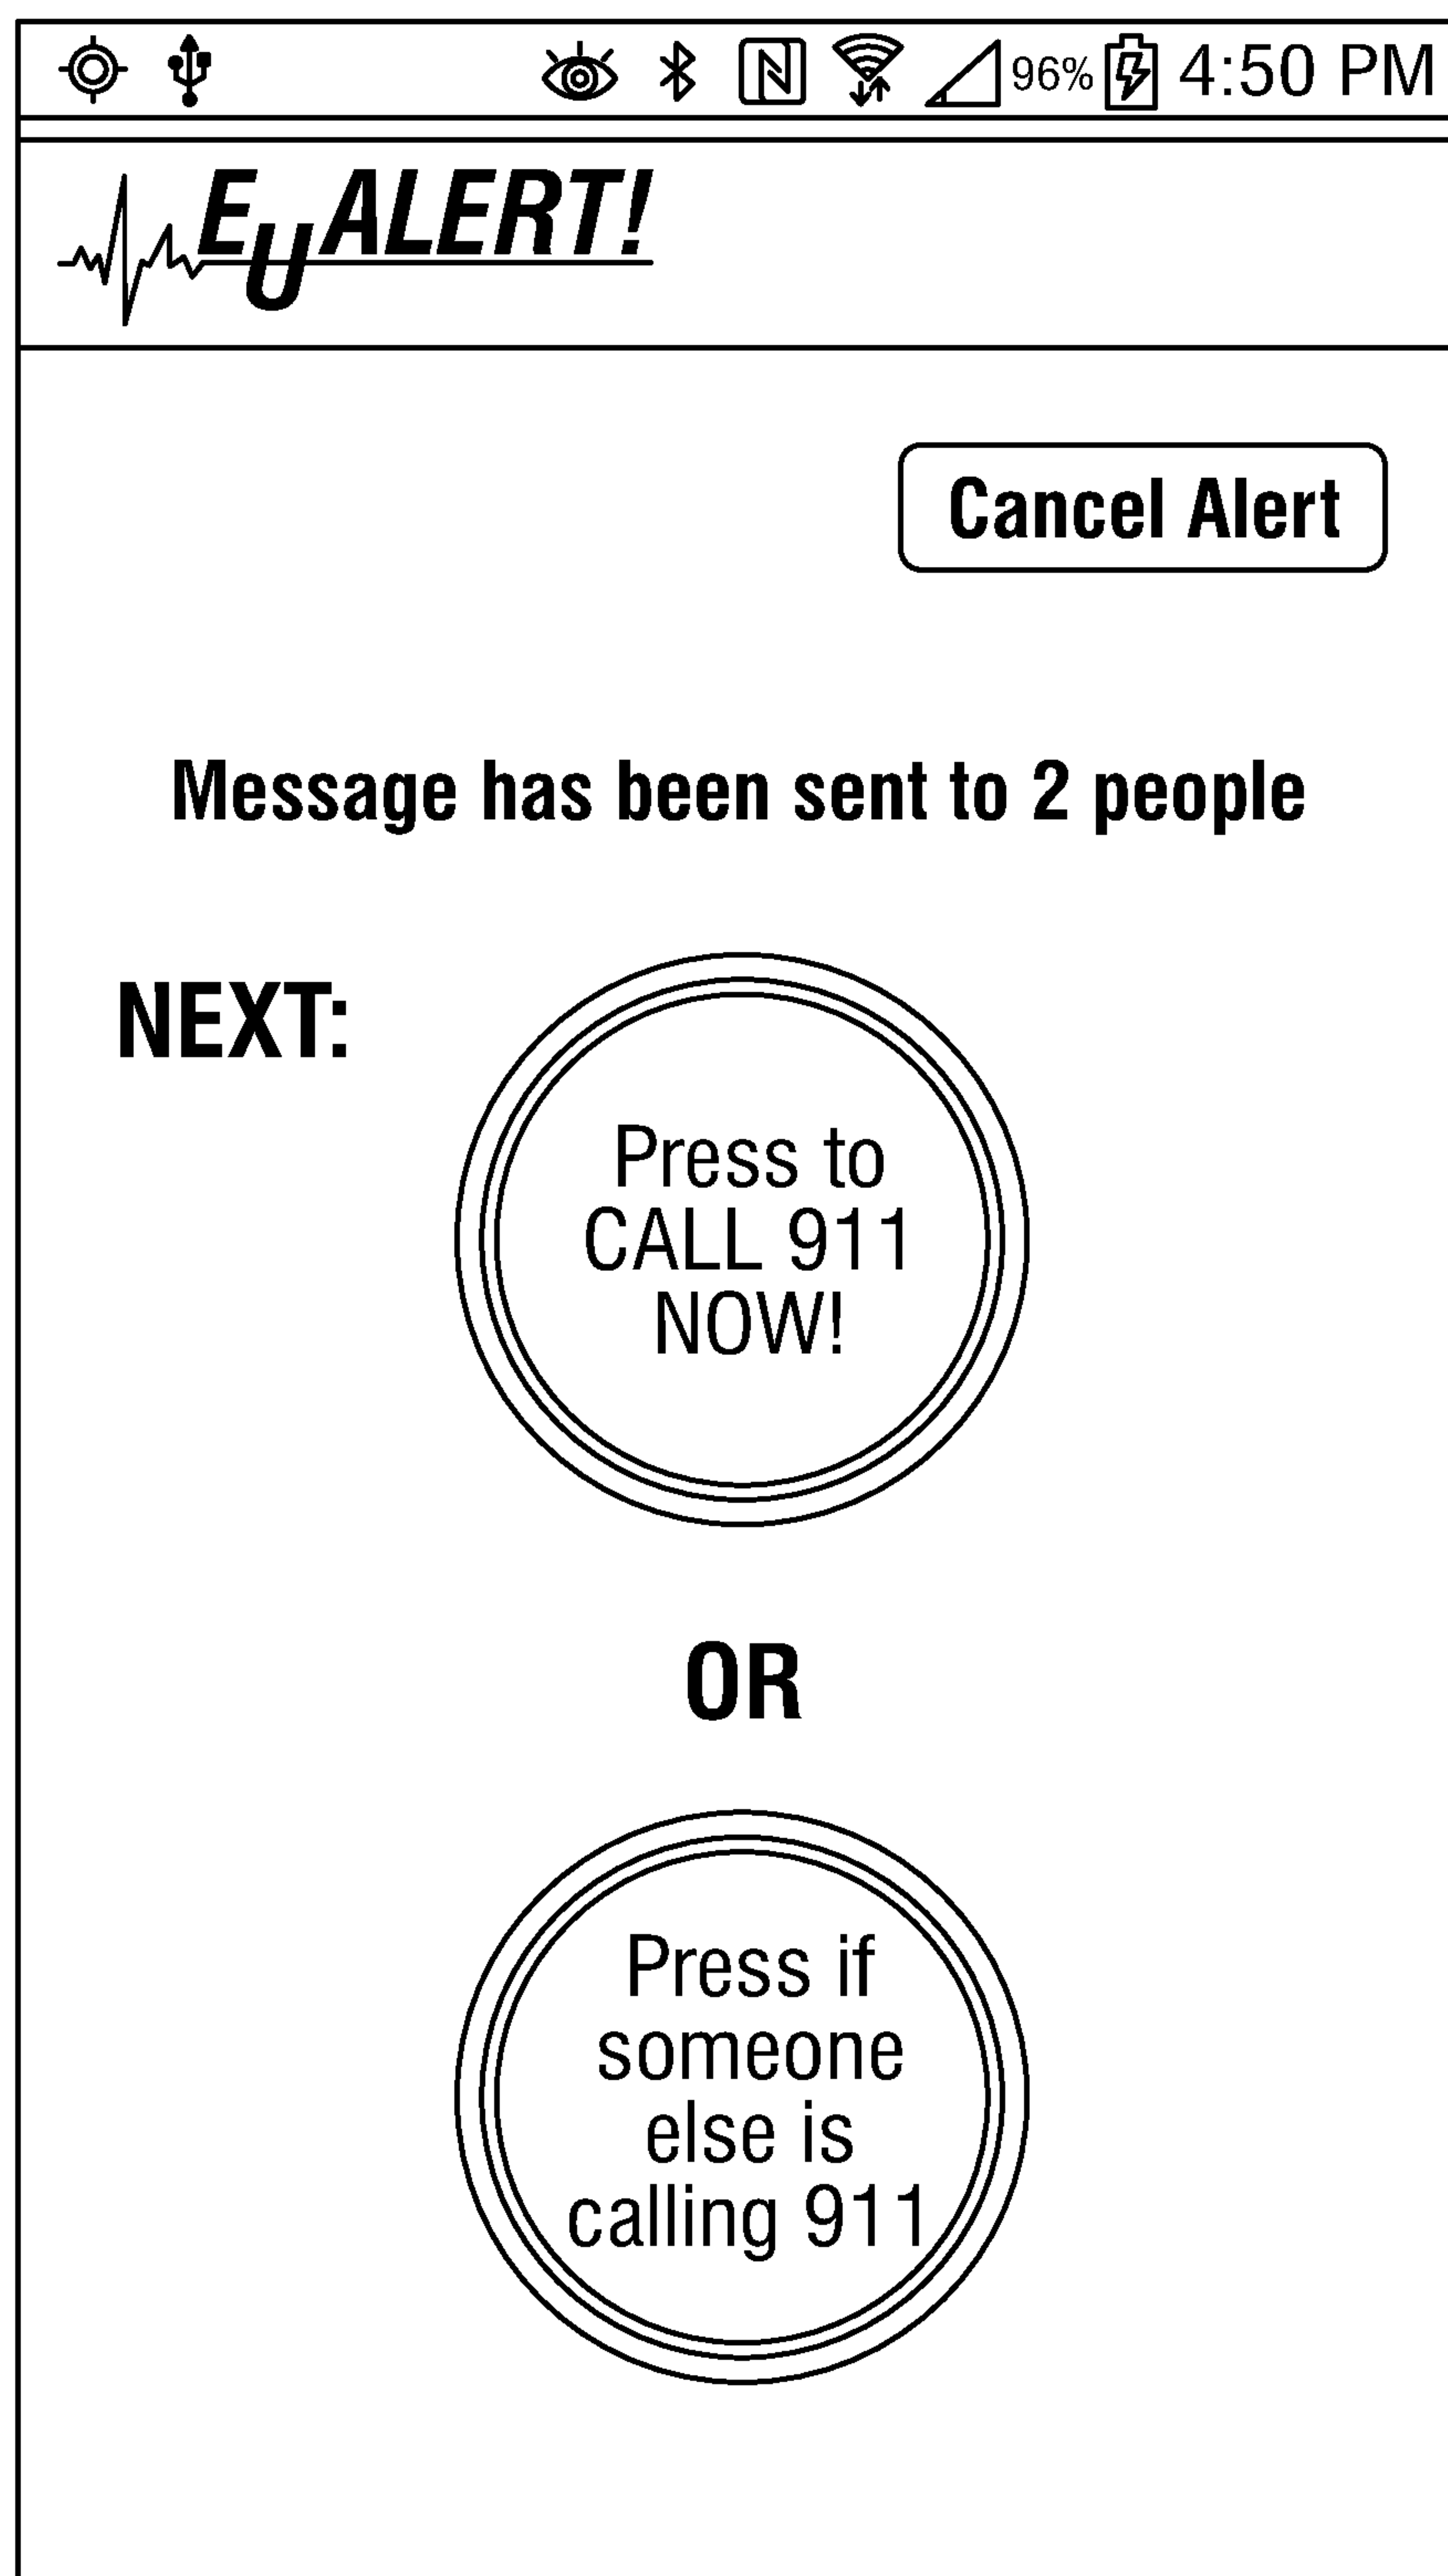 96% 4:50 PM
EUALERT!
Cancel Alert
Message has been sent to 2 people
NEXT:
Press to
CALL 911
NOW!
OR
Press if
someone
else is
calling 911